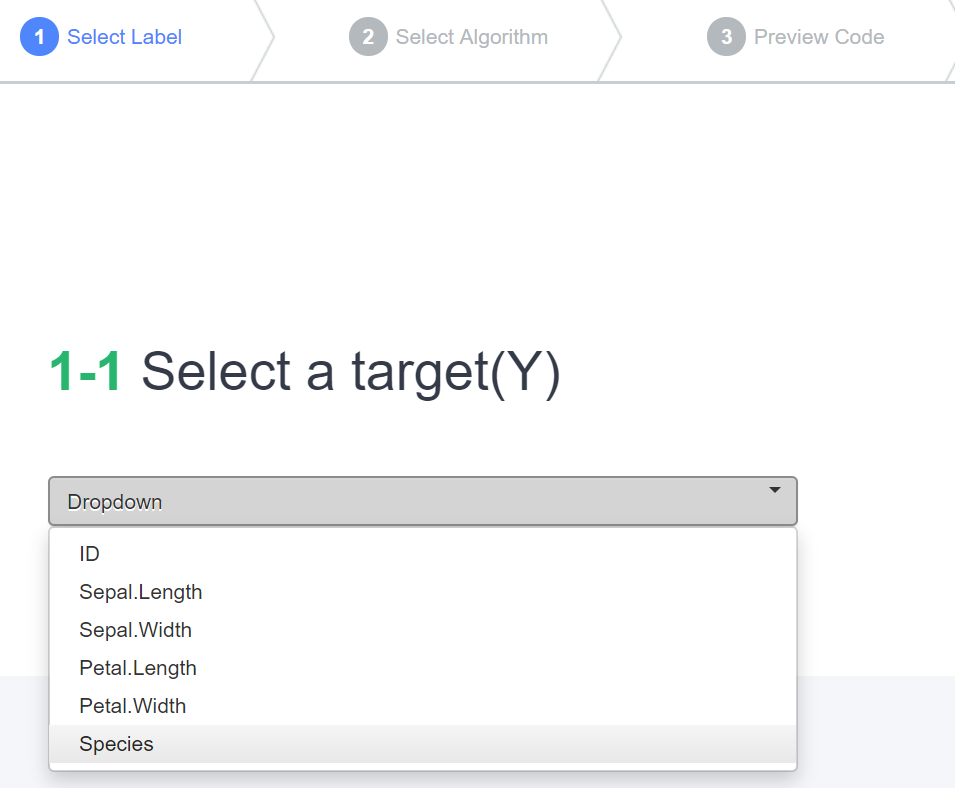 1 Select Label 2 Select Algorithm 3 Preview Code
1-1 Select a target(Y)
Dropdown
ID
Sepal.Length
Sepal.Width
Petal.Length
Petal.Width
Species